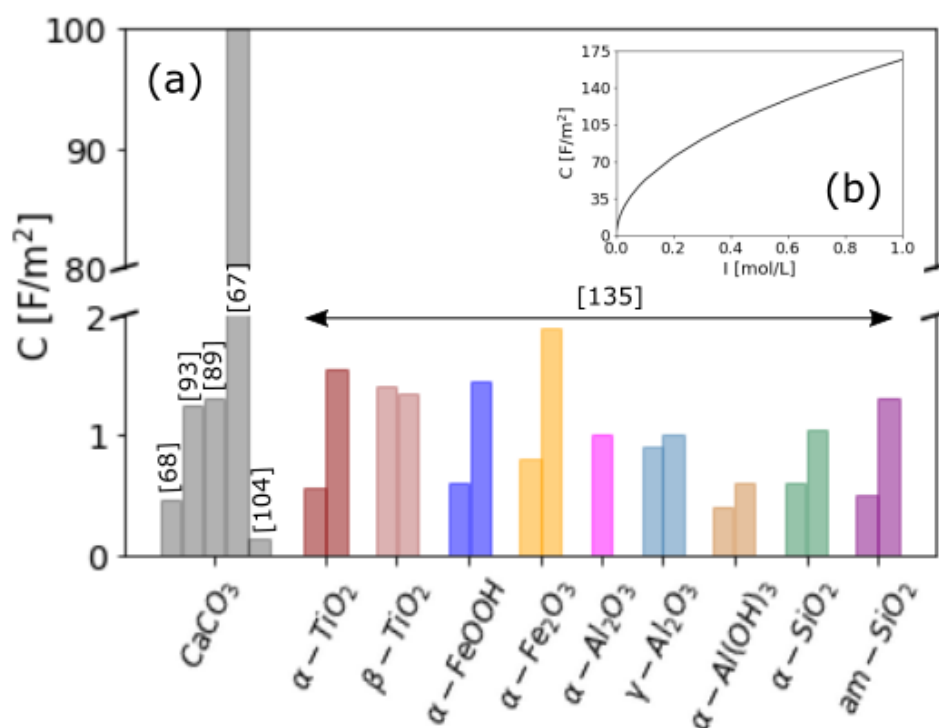 (a)
C [F/m²]
100
90
80
2
1
0
[68]
[93]
[89]
[67]
[104]
[135]
CaCO₃
α − TiO₂
β − TiO₂
α − FeOOH
α − Fe₂O₃
α − Al₂O₃
γ − Al₂O₃
α − Al(OH)₃
α − SiO₂
am − SiO₂
(b)
C [F/m²]
175
140
105
70
35
0
0.0 0.2 0.4 0.6 0.8 1.0
I [mol/L]